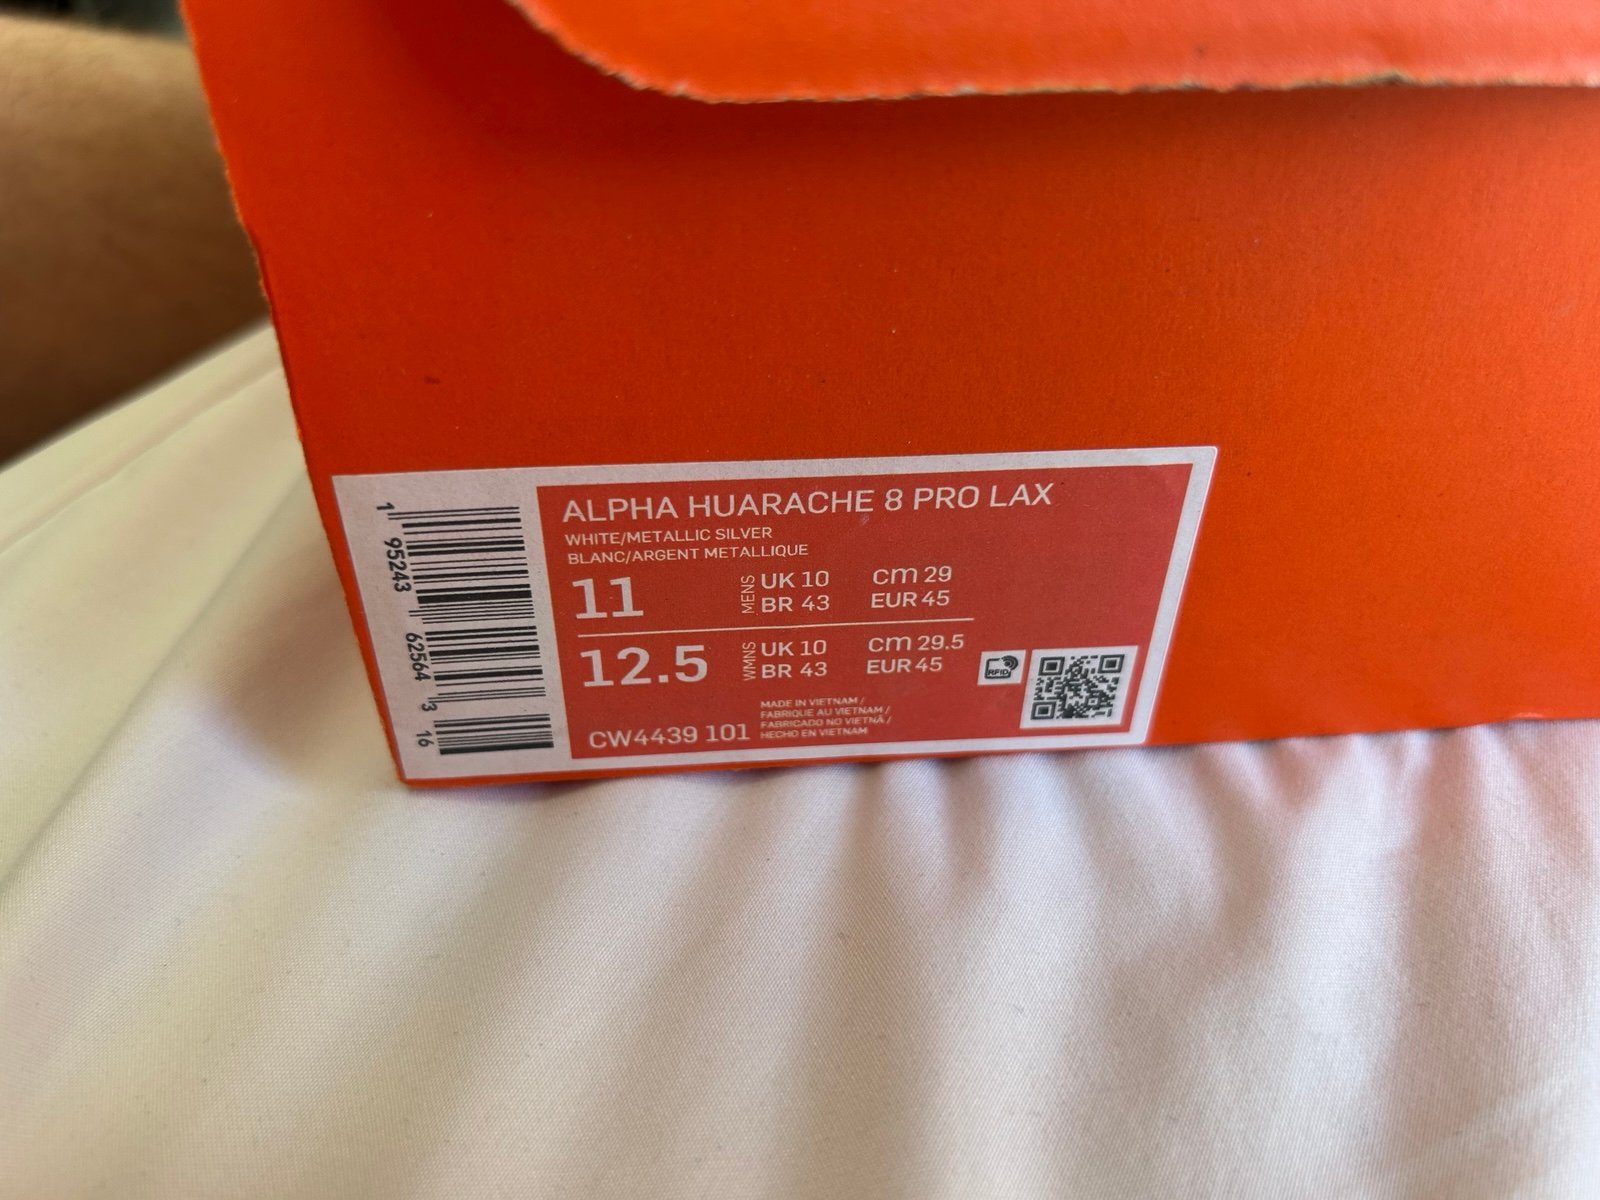 ALPHA HUARACHE 8 PRO LAX
WHITE/METALLIC SILVER
BLANC/ARGENT METALLIQUE
11 MENS UK 10 cm 29
BR 43 EUR 45
12.5 WMNS UK 10 cm 29.5
BR 43 EUR 45
RFID
CW4439 101
MADE IN VIETNAM /
FABRIQUE AU VIETNAM /
FABRICADO NO VIETNÃ /
HECHO EN VIETNAM
1 95243 62564 3 16